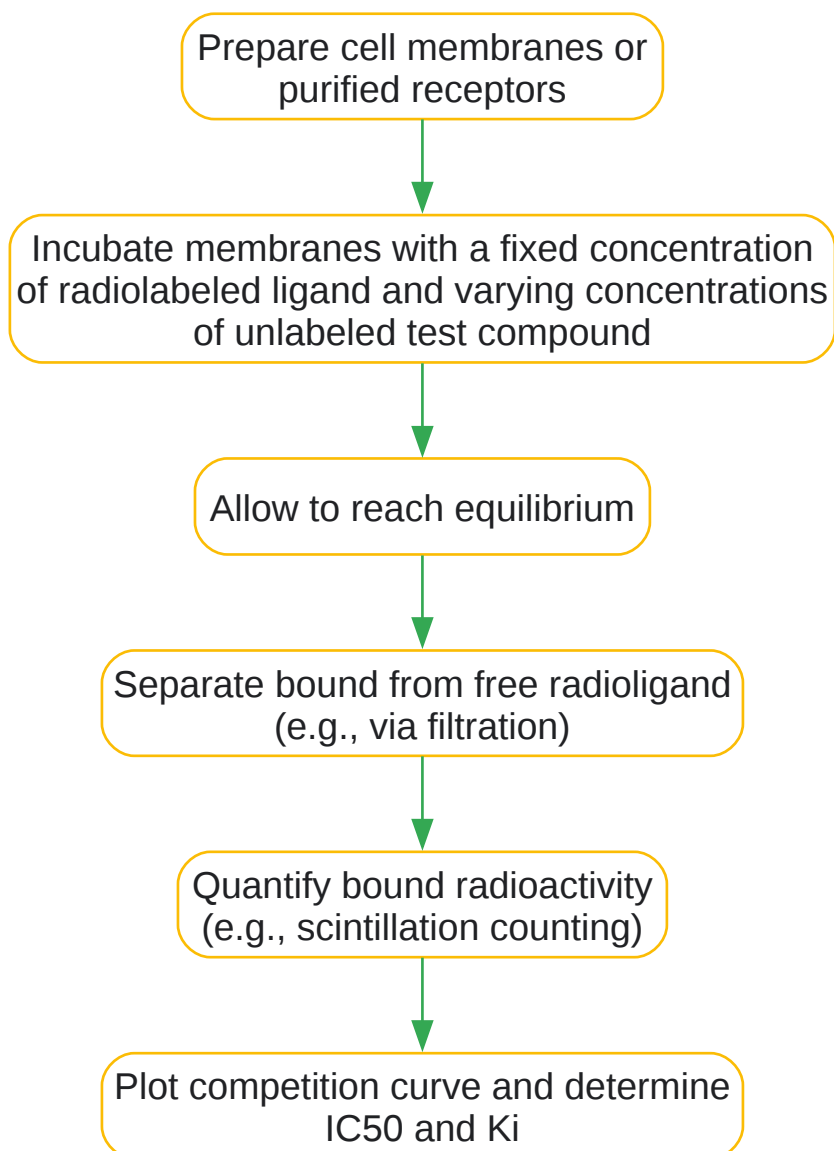 Prepare cell membranes or
purified receptors
Incubate membranes with a fixed concentration
of radiolabeled ligand and varying concentrations
of unlabeled test compound
Allow to reach equilibrium
Separate bound from free radioligand
(e.g., via filtration)
Quantify bound radioactivity
(e.g., scintillation counting)
Plot competition curve and determine
IC50 and Ki